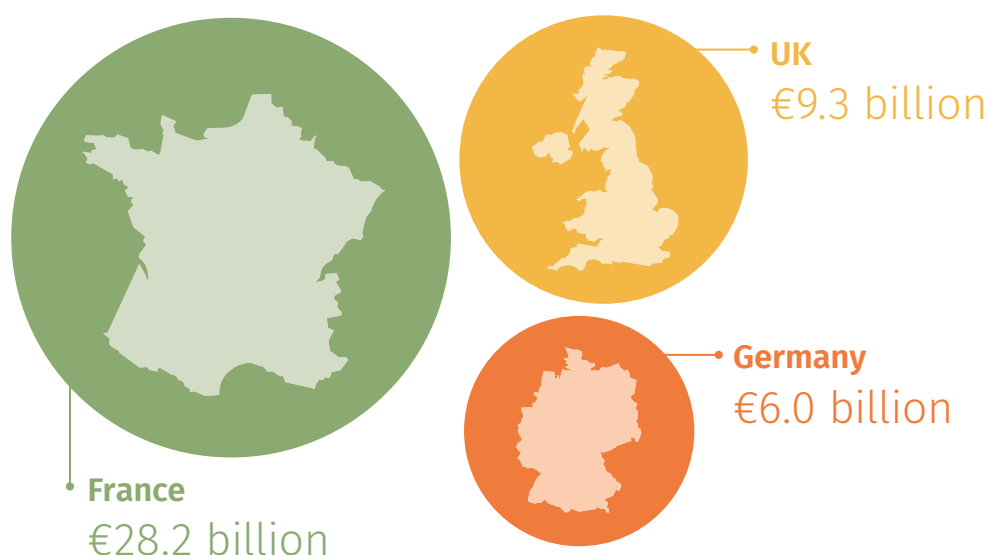 UK
€9.3 billion
Germany
€6.0 billion
France
€28.2 billion